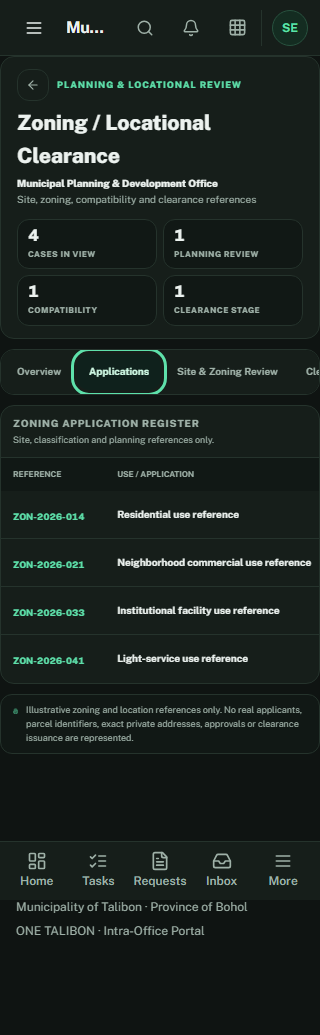 Mu...
SE
PLANNING & LOCATIONAL REVIEW
Zoning / Locational
Clearance
Municipal Planning & Development Office
Site, zoning, compatibility and clearance references
4
CASES IN VIEW
1
PLANNING REVIEW
1
COMPATIBILITY
1
CLEARANCE STAGE
Overview Applications Site & Zoning Review Cle
ZONING APPLICATION REGISTER
Site, classification and planning references only.
REFERENCE USE / APPLICATION
ZON-2026-014 Residential use reference
ZON-2026-021 Neighborhood commercial use reference
ZON-2026-033 Institutional facility use reference
ZON-2026-041 Light-service use reference
Illustrative zoning and location references only. No real applicants,
parcel identifiers, exact private addresses, approvals or clearance
issuance are represented.
Home Tasks Requests Inbox More
Municipality of Talibon · Province of Bohol
ONE TALIBON · Intra-Office Portal